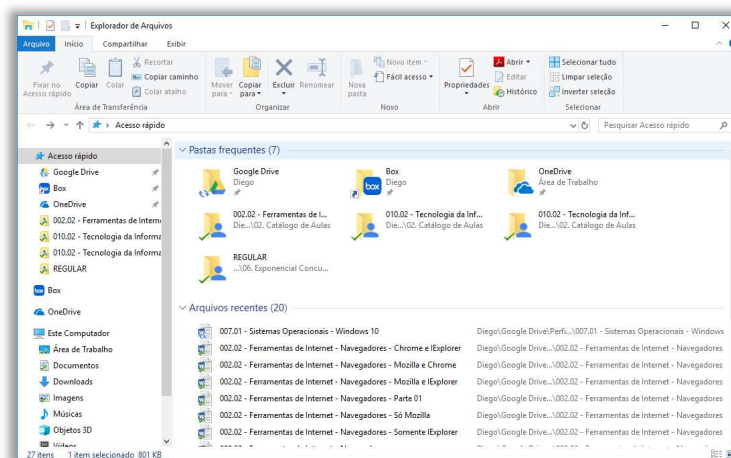 Explorador de Arquivos
Arquivo Início Compartilhar Exibir
Fixar no Acesso rápido
Copiar
Colar
Recortar
Copiar caminho
Colar atalho
Área de Transferência
Mover para
Copiar para
Excluir
Renomear
Organizar
Nova pasta
Novo item
Fácil acesso
Novo
Propriedades
Abrir
Editar
Histórico
Abrir
Selecionar tudo
Limpar seleção
Inverter seleção
Selecionar
Acesso rápido
Pesquisar Acesso rápido
Acesso rápido
Google Drive
Box
OneDrive
002.02 - Ferramentas de Intern
010.02 - Tecnologia da Informa
010.02 - Tecnologia da Informa
REGULAR
Box
OneDrive
Este Computador
Área de Trabalho
Documentos
Downloads
Imagens
Músicas
Objetos 3D
Vídeos
Pastas frequentes (7)
Google Drive
Diego
box
Box
Diego
OneDrive
Área de Trabalho
002.02 - Ferramentas de I...
Die...\02. Catálogo de Aulas
010.02 - Tecnologia da Inf...
Die...\02. Catálogo de Aulas
010.02 - Tecnologia da Inf...
Die...\02. Catalogo de Aulas
REGULAR
...\06. Exponencial Concu...
Arquivos recentes (20)
007.01 - Sistemas Operacionais - Windows 10 Diego\Google Drive\Perfi...\007.01 - Sistemas Operacionais - Windows
002.02 - Ferramentas de Internet - Navegadores - Chrome e IExplorer Diego\Google Drive...\002.02 - Ferramentas de Internet - Navegadores
002.02 - Ferramentas de Internet - Navegadores - Mozilla e Chrome Diego\Google Drive...\002.02 - Ferramentas de Internet - Navegadores
002.02 - Ferramentas de Internet - Navegadores - Mozilla e IExplorer Diego\Google Drive...\002.02 - Ferramentas de Internet - Navegadores
002.02 - Ferramentas de Internet - Navegadores - Parte 01 Diego\Google Drive...\002.02 - Ferramentas de Internet - Navegadores
002.02 - Ferramentas de Internet - Navegadores - Só Mozilla Diego\Google Drive...\002.02 - Ferramentas de Internet - Navegadores
002.02 - Ferramentas de Internet - Navegadores - Somente IExplorer Diego\Google Drive...\002.02 - Ferramentas de Internet - Navegadores
27 itens 1 item selecionado 801 KB